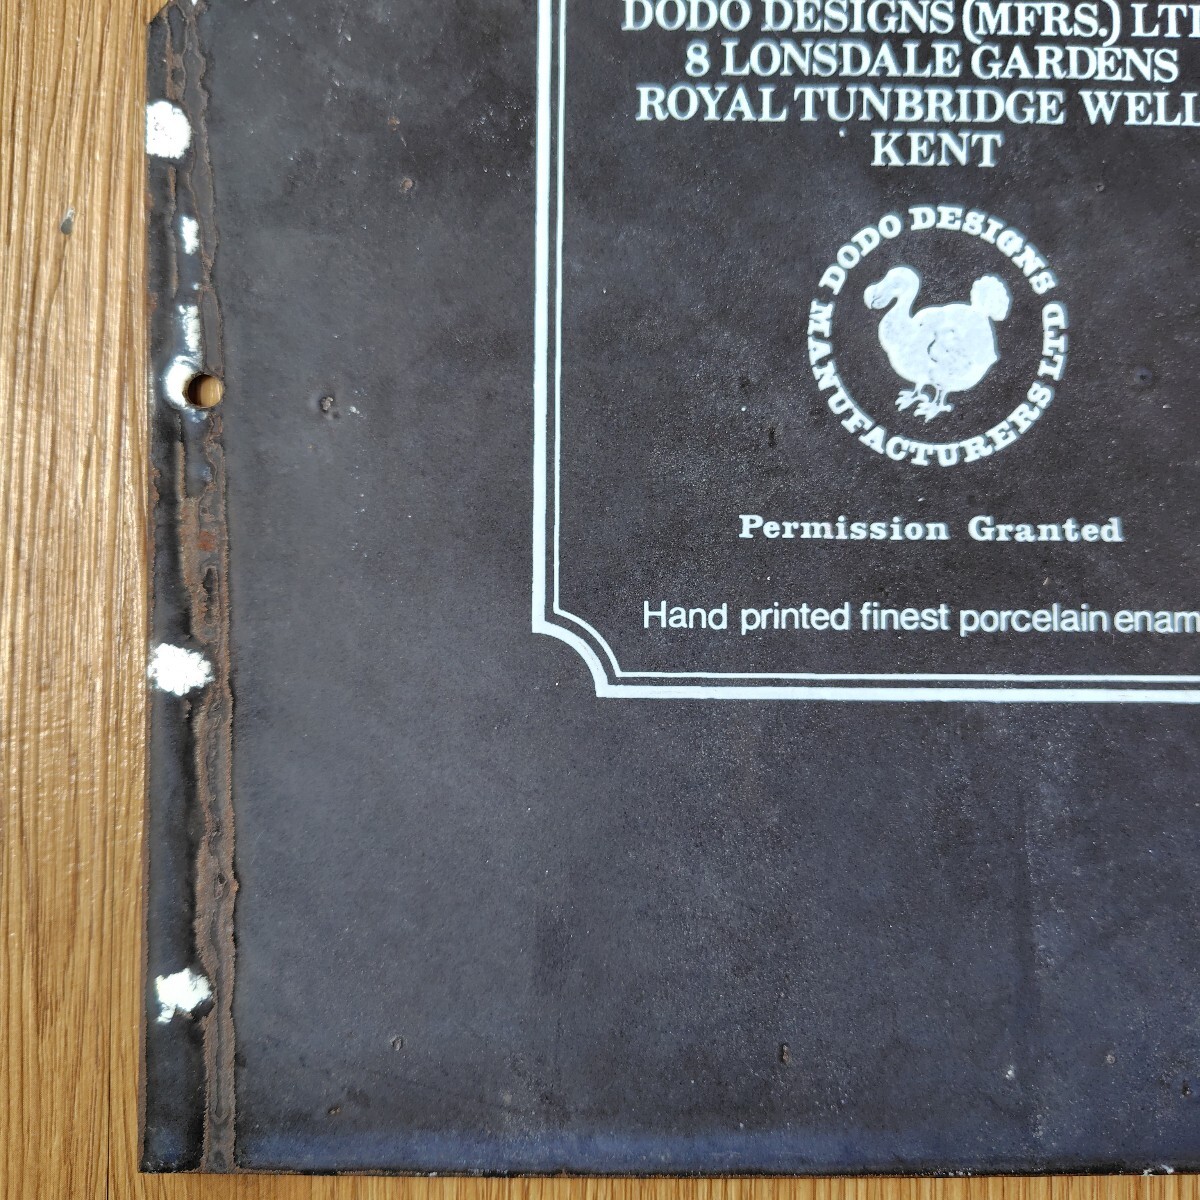 DODO DESIGNS (MFRS.) LT
8 LONSDALE GARDENS
ROYAL TUNBRIDGE WELL
KENT
DODO DESIGNS
MANUFACTURERS LTD
Permission Granted
Hand printed finest porcelain enam